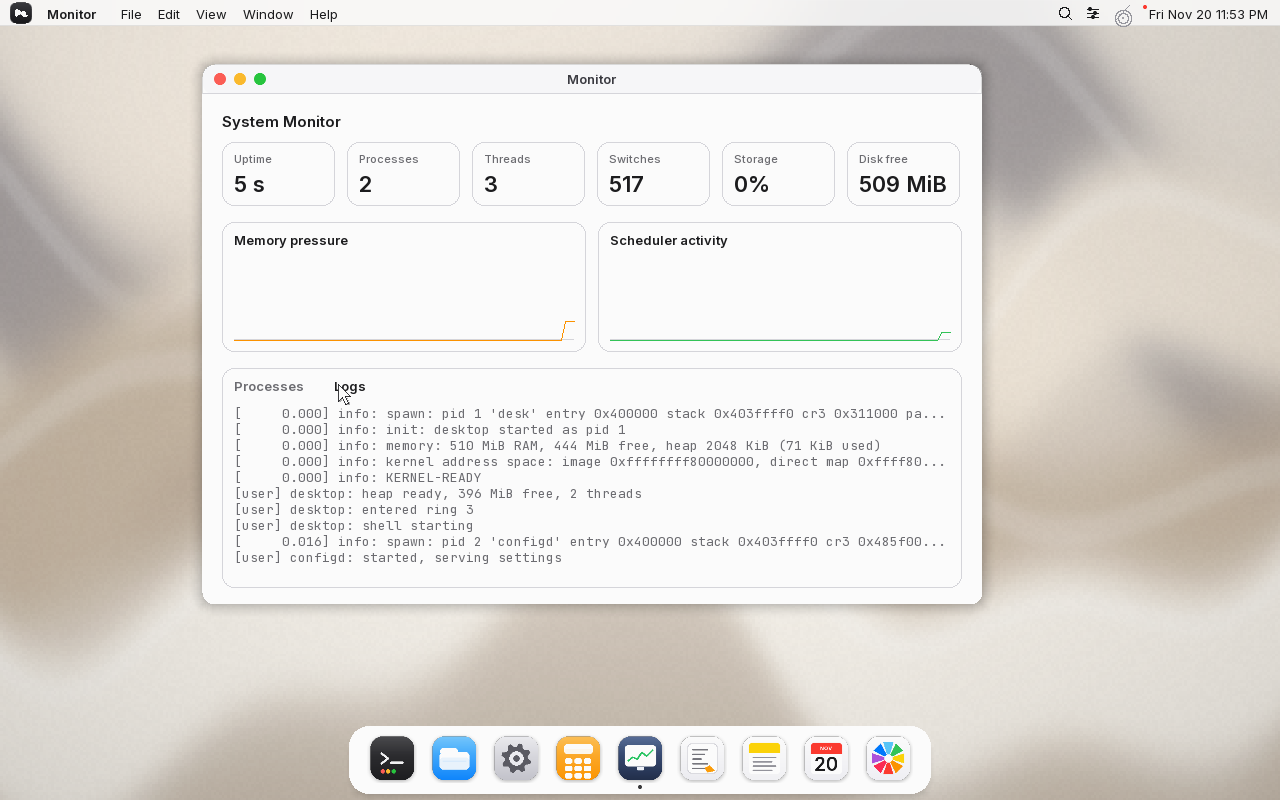 Monitor File Edit View Window Help Fri Nov 20 11:53 PM
Monitor
System Monitor
Uptime Processes Threads Switches Storage Disk free
5 s 2 3 517 0% 509 MiB
Memory pressure Scheduler activity
Processes Logs
[     0.000] info: spawn: pid 1 'desk' entry 0x400000 stack 0x403ffff0 cr3 0x311000 pa...
[     0.000] info: init: desktop started as pid 1
[     0.000] info: memory: 510 MiB RAM, 444 MiB free, heap 2048 KiB (71 KiB used)
[     0.000] info: kernel address space: image 0xffffffff80000000, direct map 0xffff80...
[     0.000] info: KERNEL-READY
[user] desktop: heap ready, 396 MiB free, 2 threads
[user] desktop: entered ring 3
[user] desktop: shell starting
[     0.016] info: spawn: pid 2 'configd' entry 0x400000 stack 0x403ffff0 cr3 0x485f00...
[user] configd: started, serving settings
NOV
20